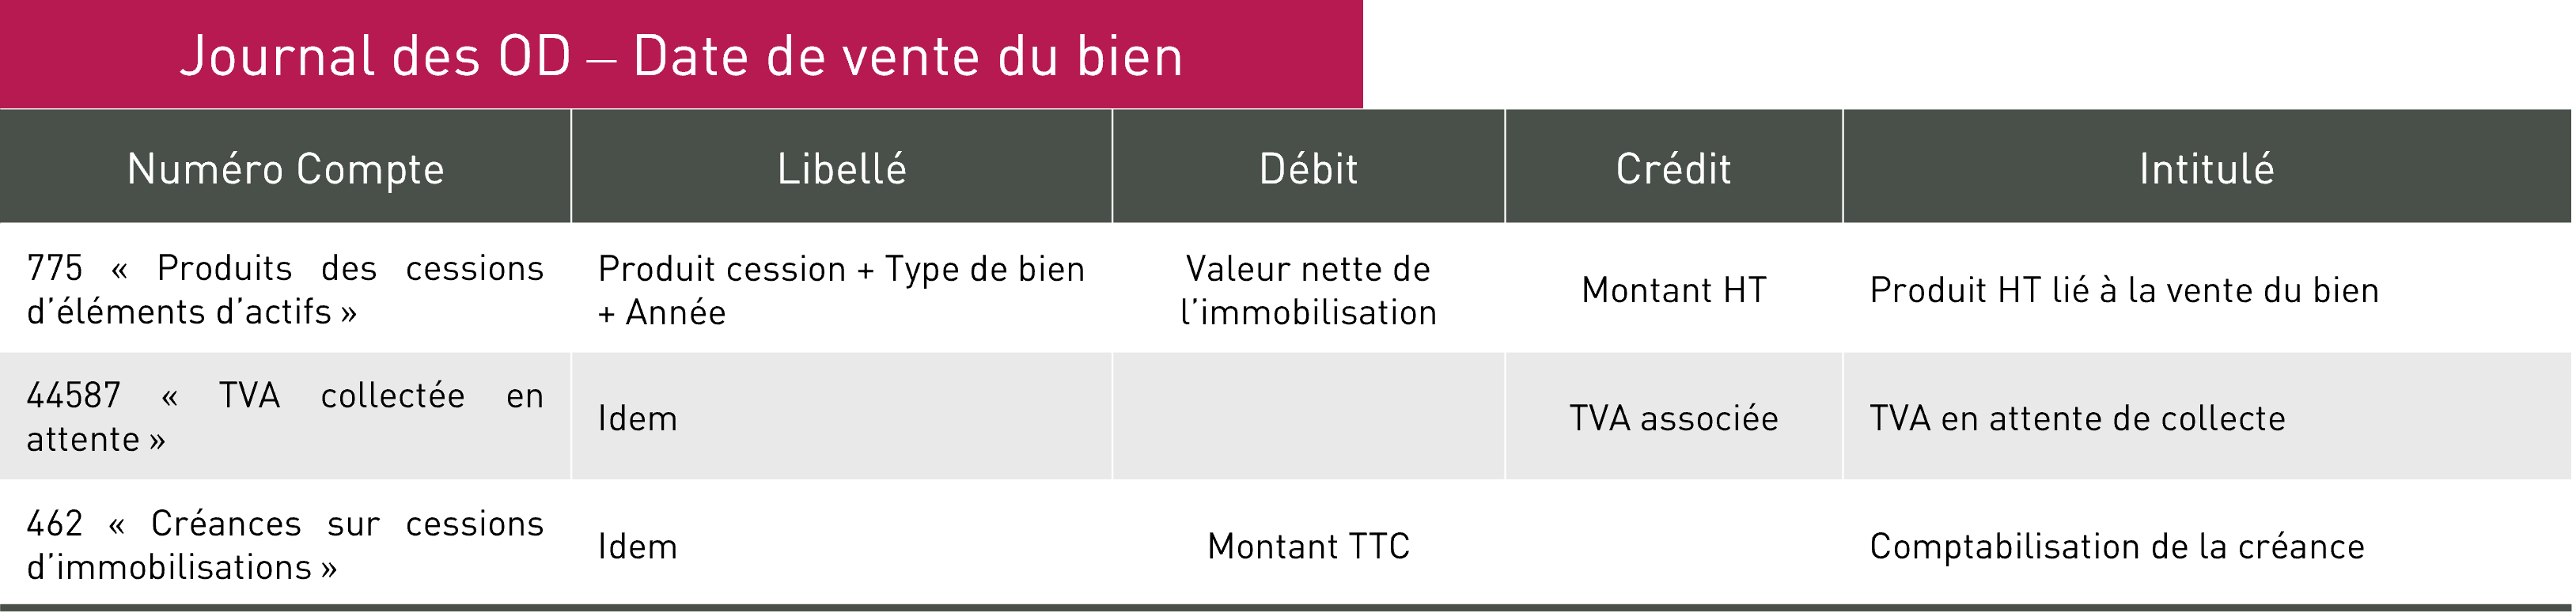 Journal des OD – Date de vente du bien
Numéro Compte Libellé Débit Crédit Intitulé
775 « Produits des cessions
d’éléments d’actifs »
Produit cession + Type de bien
+ Année
Valeur nette de
l’immobilisation
Montant HT
Produit HT lié à la vente du bien
44587 « TVA collectée en
attente »
Idem
TVA associée
TVA en attente de collecte
462 « Créances sur cessions
d’immobilisations »
Idem
Montant TTC
Comptabilisation de la créance